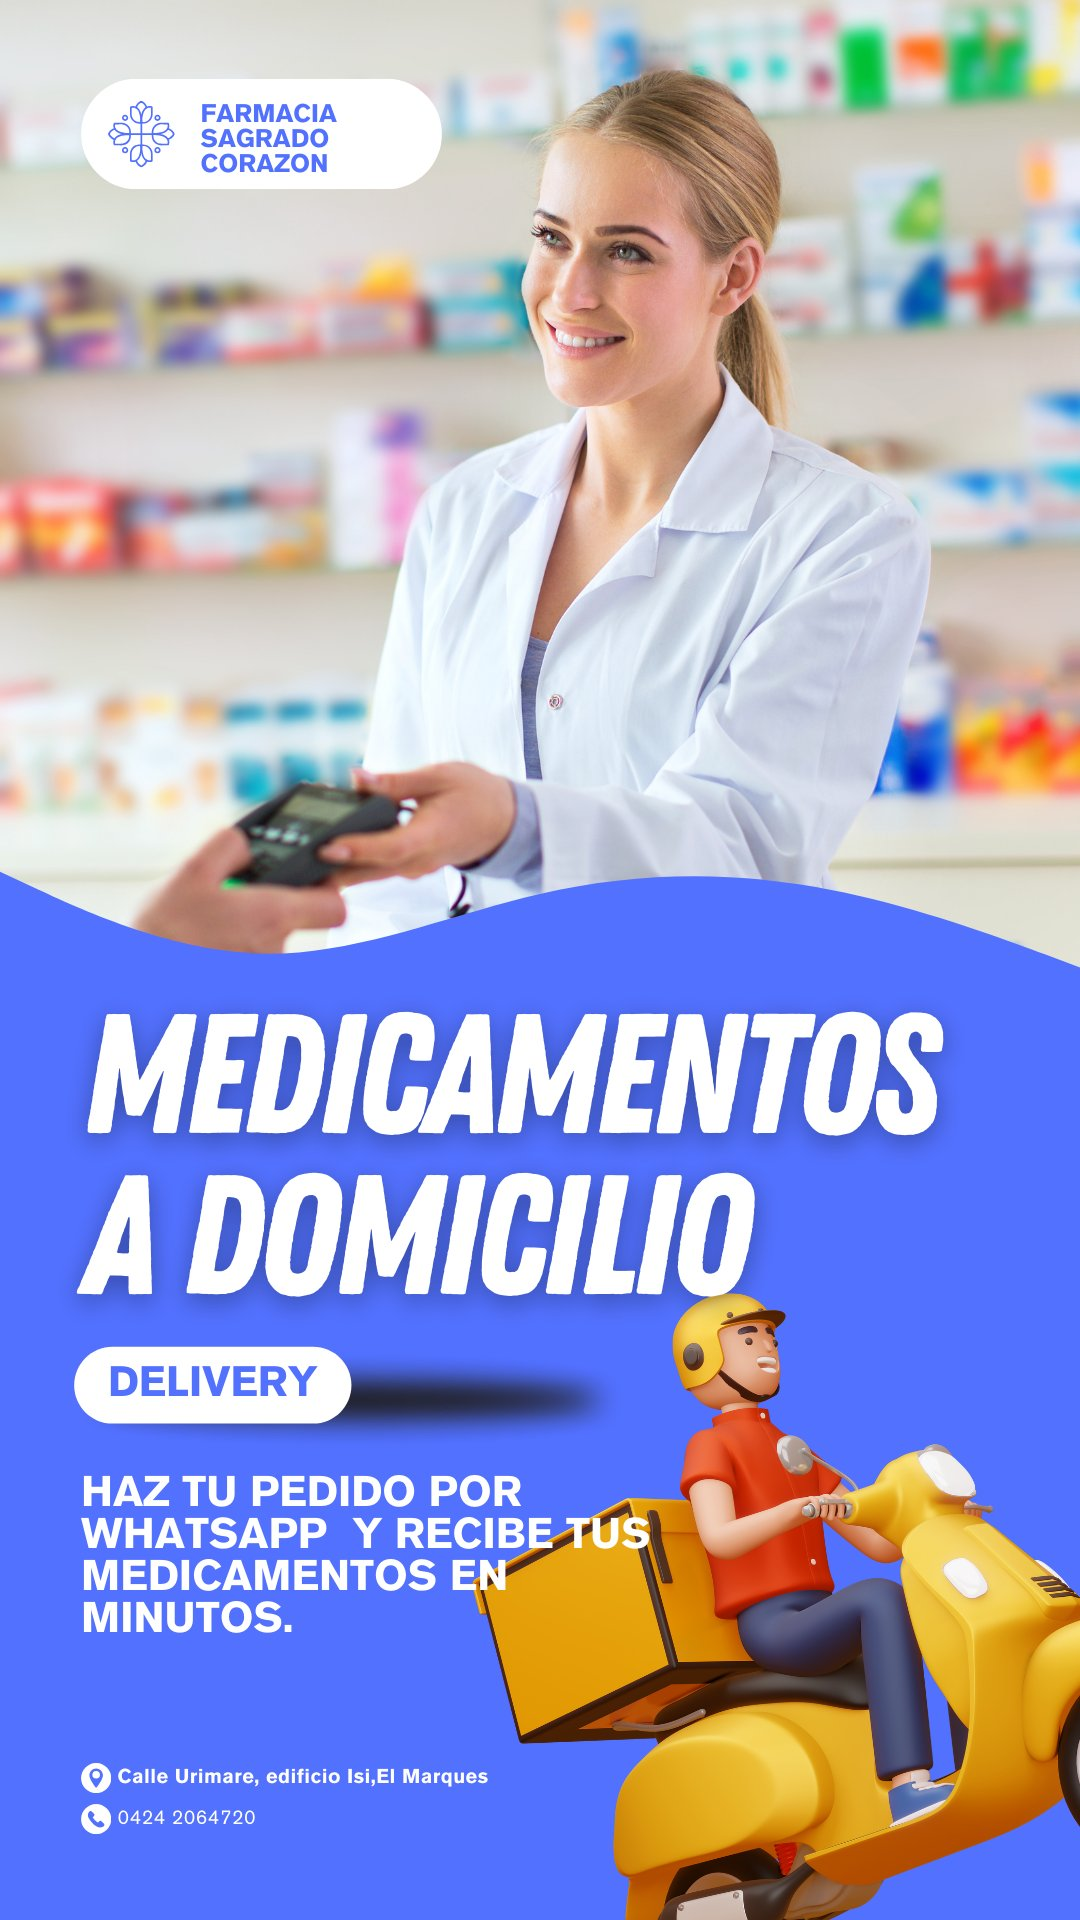 FARMACIA
SAGRADO
CORAZON
MEDICAMENTOS
A DOMICILIO
DELIVERY
HAZ TU PEDIDO POR
WHATSAPP  Y RECIBE TUS
MEDICAMENTOS EN
MINUTOS.
Calle Urimare, edificio Isi,El Marques
0424 2064720